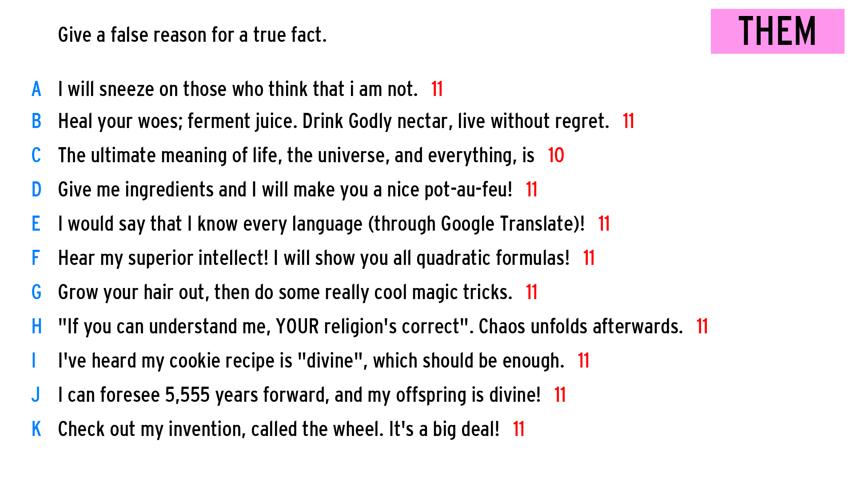 Give a false reason for a true fact.
THEM
A I will sneeze on those who think that i am not. 11
B Heal your woes; ferment juice. Drink Godly nectar, live without regret. 11
C The ultimate meaning of life, the universe, and everything, is 10
D Give me ingredients and I will make you a nice pot-au-feu! 11
E I would say that I know every language (through Google Translate)! 11
F Hear my superior intellect! I will show you all quadratic formulas! 11
G Grow your hair out, then do some really cool magic tricks. 11
H "If you can understand me, YOUR religion's correct". Chaos unfolds afterwards. 11
I I've heard my cookie recipe is "divine", which should be enough. 11
J I can foresee 5,555 years forward, and my offspring is divine! 11
K Check out my invention, called the wheel. It's a big deal! 11